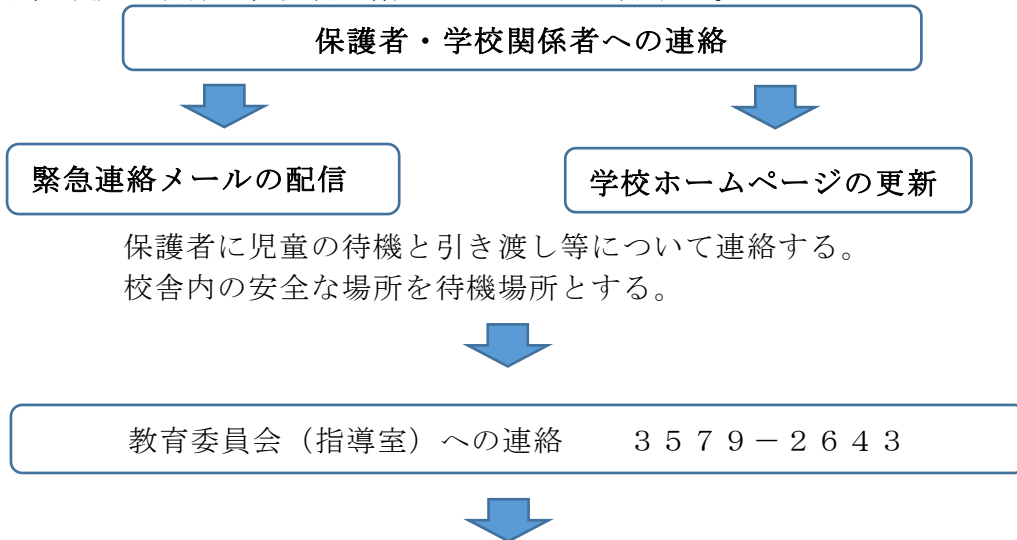 保護者・学校関係者への連絡
緊急連絡メールの配信
学校ホームページの更新
保護者に児童の待機と引き渡し等について連絡する。
校舎内の安全な場所を待機場所とする。
教育委員会（指導室）への連絡　　３５７９－２６４３